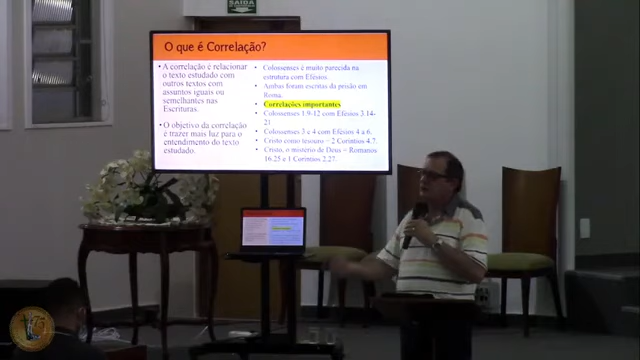 SAÍDA
O que é Correlação?
• A correlação é relacionar
o texto estudado com
outros textos com
assuntos iguais ou
semelhantes nas
Escrituras.
• O objetivo da correlação
é trazer mais luz para o
entendimento do texto
estudado.
• Colossenses é muito parecida na
estrutura com Efésios.
• Ambas foram escritas da prisão em
Roma.
• Correlações importantes
• Colossenses 1.9-12 com Efésios 3.14-
21
• Colossenses 3 e 4 com Efésios 4 a 6.
• Cristo como tesouro – 2 Coríntios 4.7.
• Cristo, o mistério de Deus – Romanos
16.25 e 1 Coríntios 2.27.